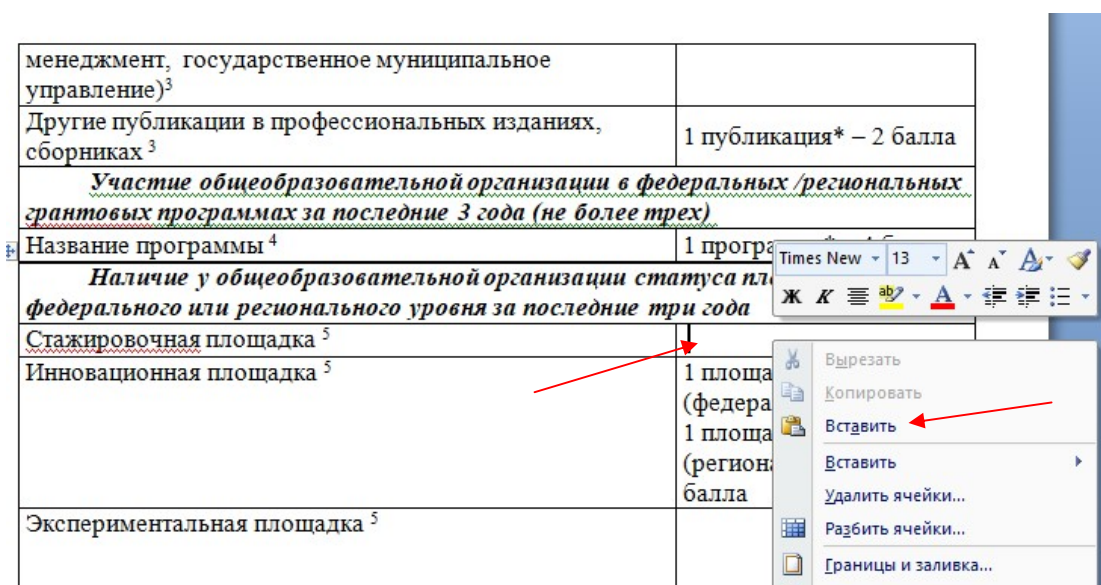 менеджмент, государственное муниципальное
управление)³
Другие публикации в профессиональных изданиях,
сборниках ³
1 публикация* – 2 балла
Участие общеобразовательной организации в федеральных /региональных
грантовых программах за последние 3 года (не более трех)
Название программы ⁴
1 програ
Наличие у общеобразовательной организации статуса пл
федерального или регионального уровня за последние три года
Стажировочная площадка ⁵
Инновационная площадка ⁵
1 площа
(федера
1 площа
(регион
балла
Экспериментальная площадка ⁵
Times New 13 A A A
Ж К ab A
Вырезать
Копировать
Вставить
Вставить
Удалить ячейки...
Разбить ячейки...
Границы и заливка...